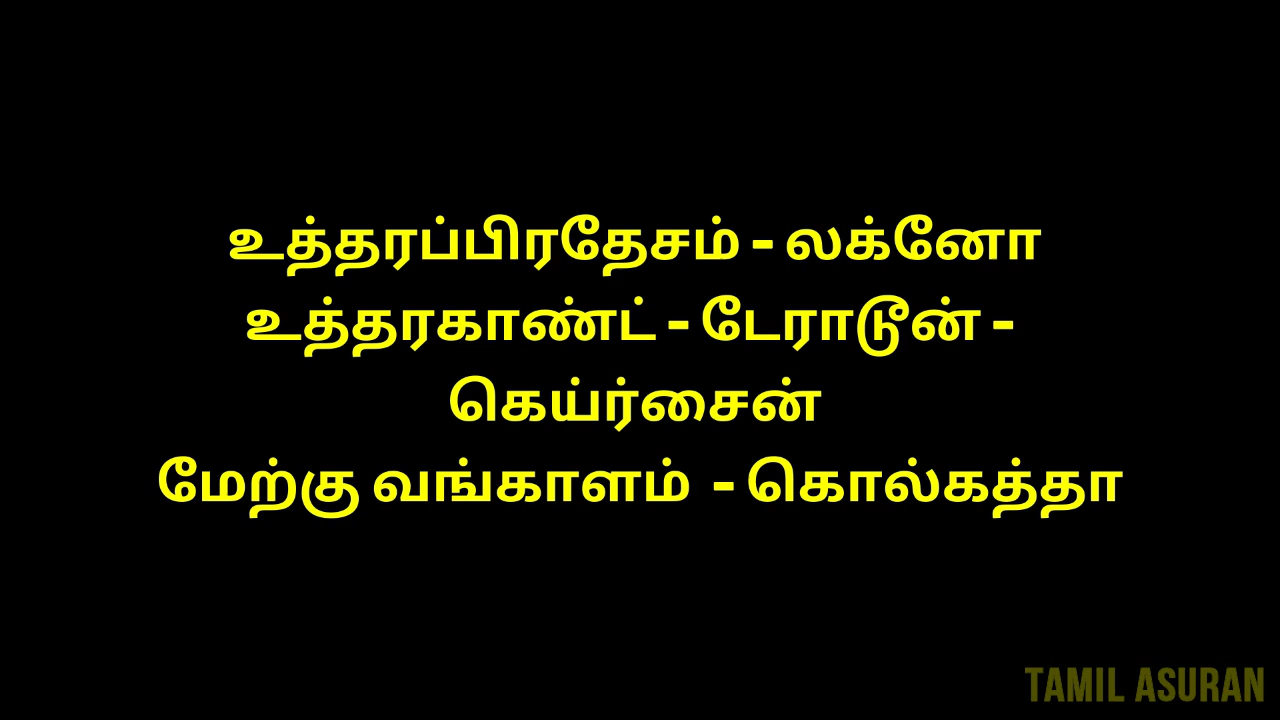 உத்தரப்பிரதேசம் - லக்னோ
உத்தரகாண்ட் - டேராடூன் -
கெய்ர்சைன்
மேற்கு வங்காளம் - கொல்கத்தா
TAMIL ASURAN